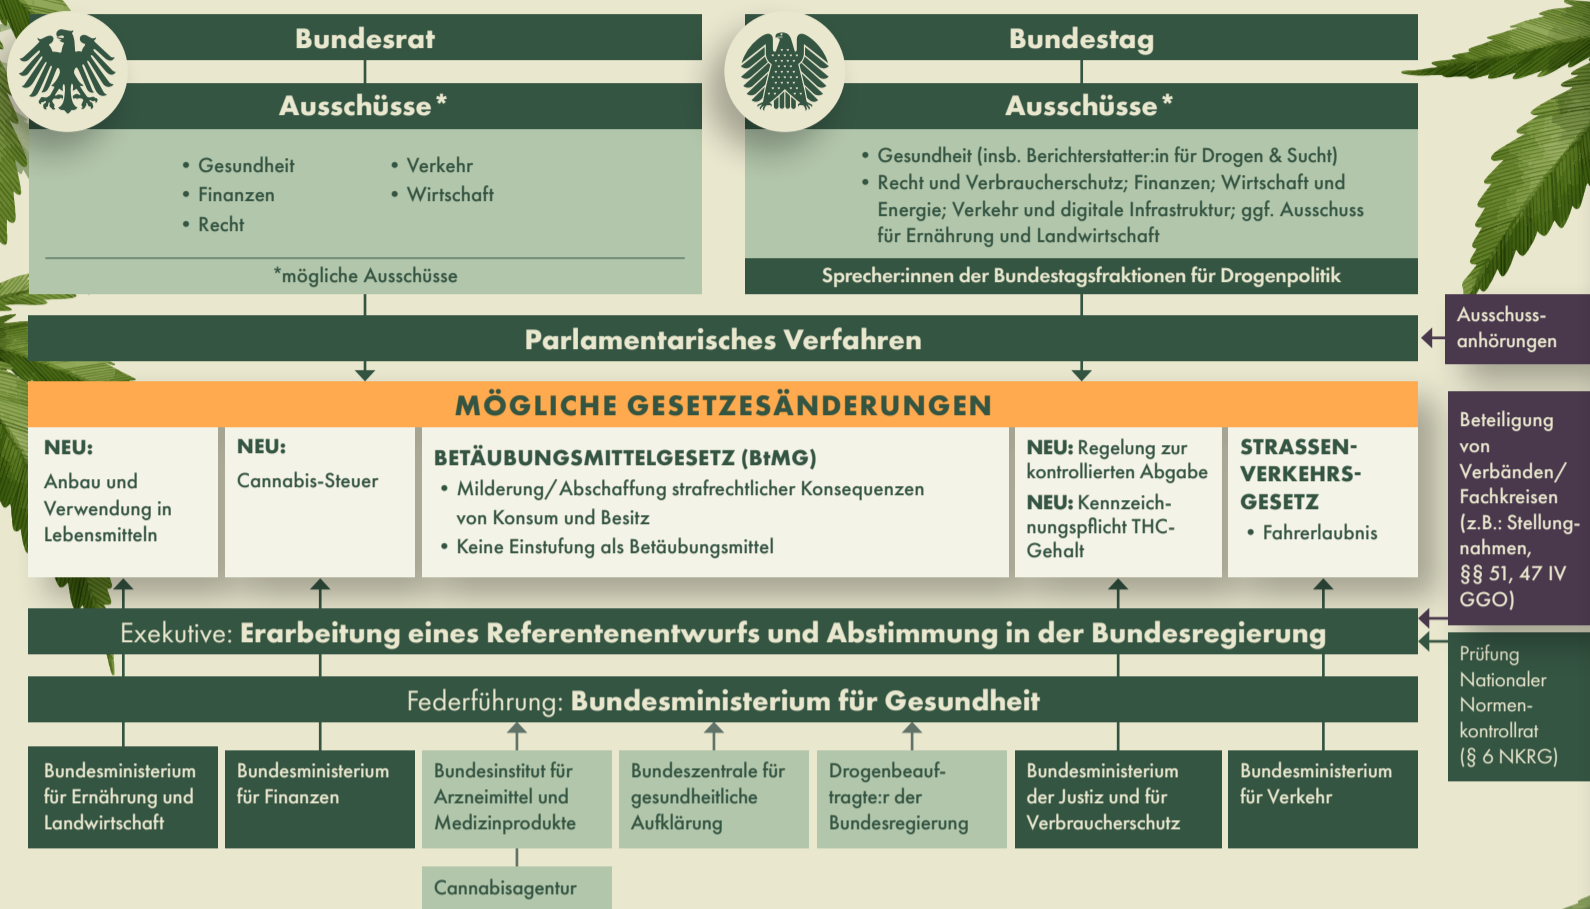 Bundesrat
Ausschüsse*
• Gesundheit
• Finanzen
• Recht
• Verkehr
• Wirtschaft
*mögliche Ausschüsse
Bundestag
Ausschüsse*
• Gesundheit (insb. Berichterstatter:in für Drogen & Sucht)
• Recht und Verbraucherschutz; Finanzen; Wirtschaft und
Energie; Verkehr und digitale Infrastruktur; ggf. Ausschuss
für Ernährung und Landwirtschaft
Sprecher:innen der Bundestagsfraktionen für Drogenpolitik
Parlamentarisches Verfahren
Ausschuss-
anhörungen
MÖGLICHE GESETZESÄNDERUNGEN
NEU:
Anbau und
Verwendung in
Lebensmitteln
NEU:
Cannabis-Steuer
BETÄUBUNGSMITTELGESETZ (BtMG)
• Milderung/Abschaffung strafrechtlicher Konsequenzen
von Konsum und Besitz
• Keine Einstufung als Betäubungsmittel
NEU: Regelung zur
kontrollierten Abgabe
NEU: Kennzeich-
nungspflicht THC-
Gehalt
STRASSEN-
VERKEHRS-
GESETZ
• Fahrerlaubnis
Beteiligung
von
Verbänden/
Fachkreisen
(z.B.: Stellung-
nahmen,
§§ 51, 47 IV
GGO)
Exekutive: Erarbeitung eines Referentenentwurfs und Abstimmung in der Bundesregierung
Prüfung
Nationaler
Normen-
kontrollrat
(§ 6 NKRG)
Federführung: Bundesministerium für Gesundheit
Bundesministerium
für Ernährung und
Landwirtschaft
Bundesministerium
für Finanzen
Bundesinstitut für
Arzneimittel und
Medizinprodukte
Bundeszentrale für
gesundheitliche
Aufklärung
Drogenbeauf-
tragte:r der
Bundesregierung
Bundesministerium
der Justiz und für
Verbraucherschutz
Bundesministerium
für Verkehr
Cannabisagentur